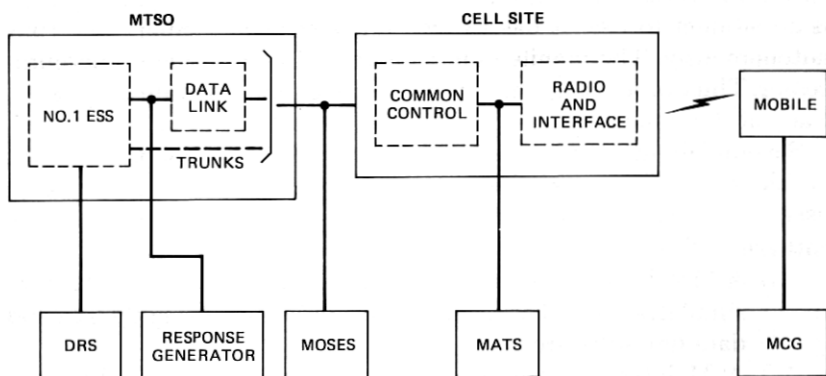 MTSO
CELL SITE
NO.1 ESS
DATA
LINK
TRUNKS
COMMON
CONTROL
RADIO
AND
INTERFACE
MOBILE
DRS
RESPONSE
GENERATOR
MOSES
MATS
MCG